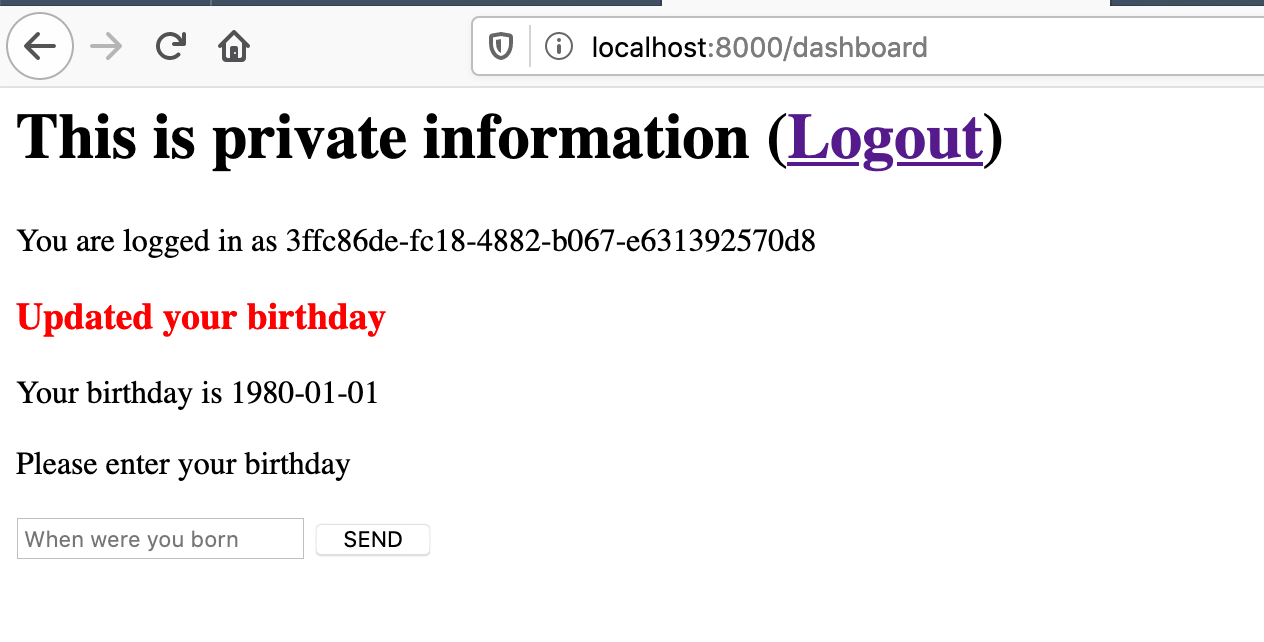 localhost:8000/dashboard
This is private information (Logout)
You are logged in as 3ffc86de-fc18-4882-b067-e631392570d8
Updated your birthday
Your birthday is 1980-01-01
Please enter your birthday
When were you born SEND